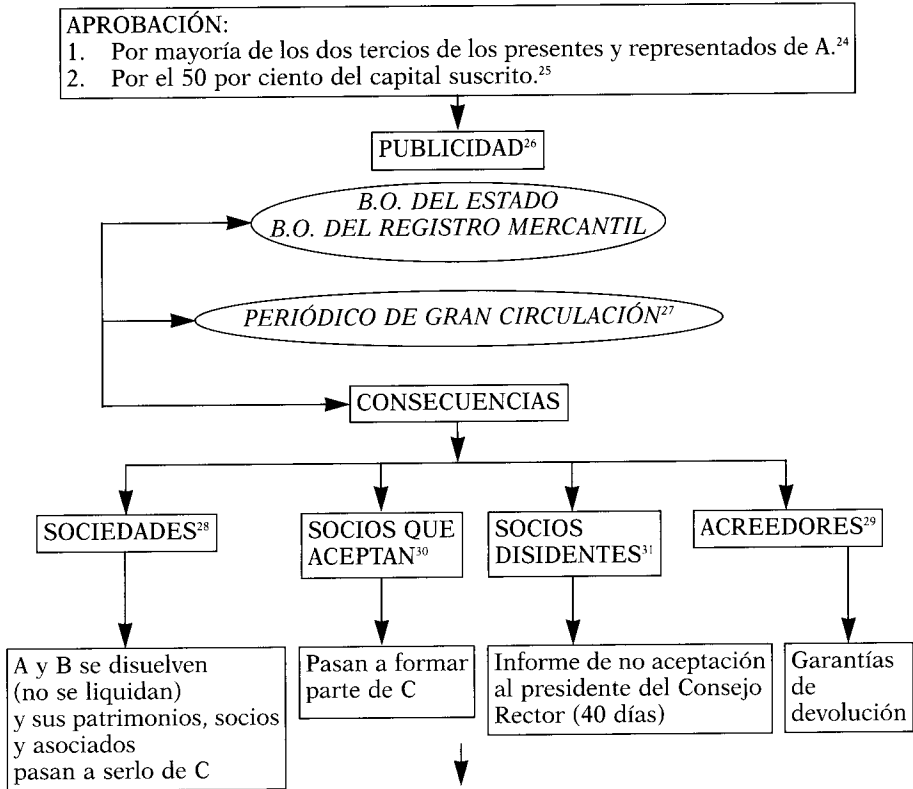 APROBACIÓN:
1. Por mayoría de los dos tercios de los presentes y representados de A.²⁴
2. Por el 50 por ciento del capital suscrito.²⁵
PUBLICIDAD²⁶
B.O. DEL ESTADO
B.O. DEL REGISTRO MERCANTIL
PERIÓDICO DE GRAN CIRCULACIÓN²⁷
CONSECUENCIAS
SOCIEDADES²⁸
SOCIOS QUE
ACEPTAN³⁰
SOCIOS
DISIDENTES³¹
ACREEDORES²⁹
A y B se disuelven
(no se liquidan)
y sus patrimonios, socios
y asociados
pasan a serlo de C
Pasan a formar
parte de C
Informe de no aceptación
al presidente del Consejo
Rector (40 días)
Garantías
de
devolución